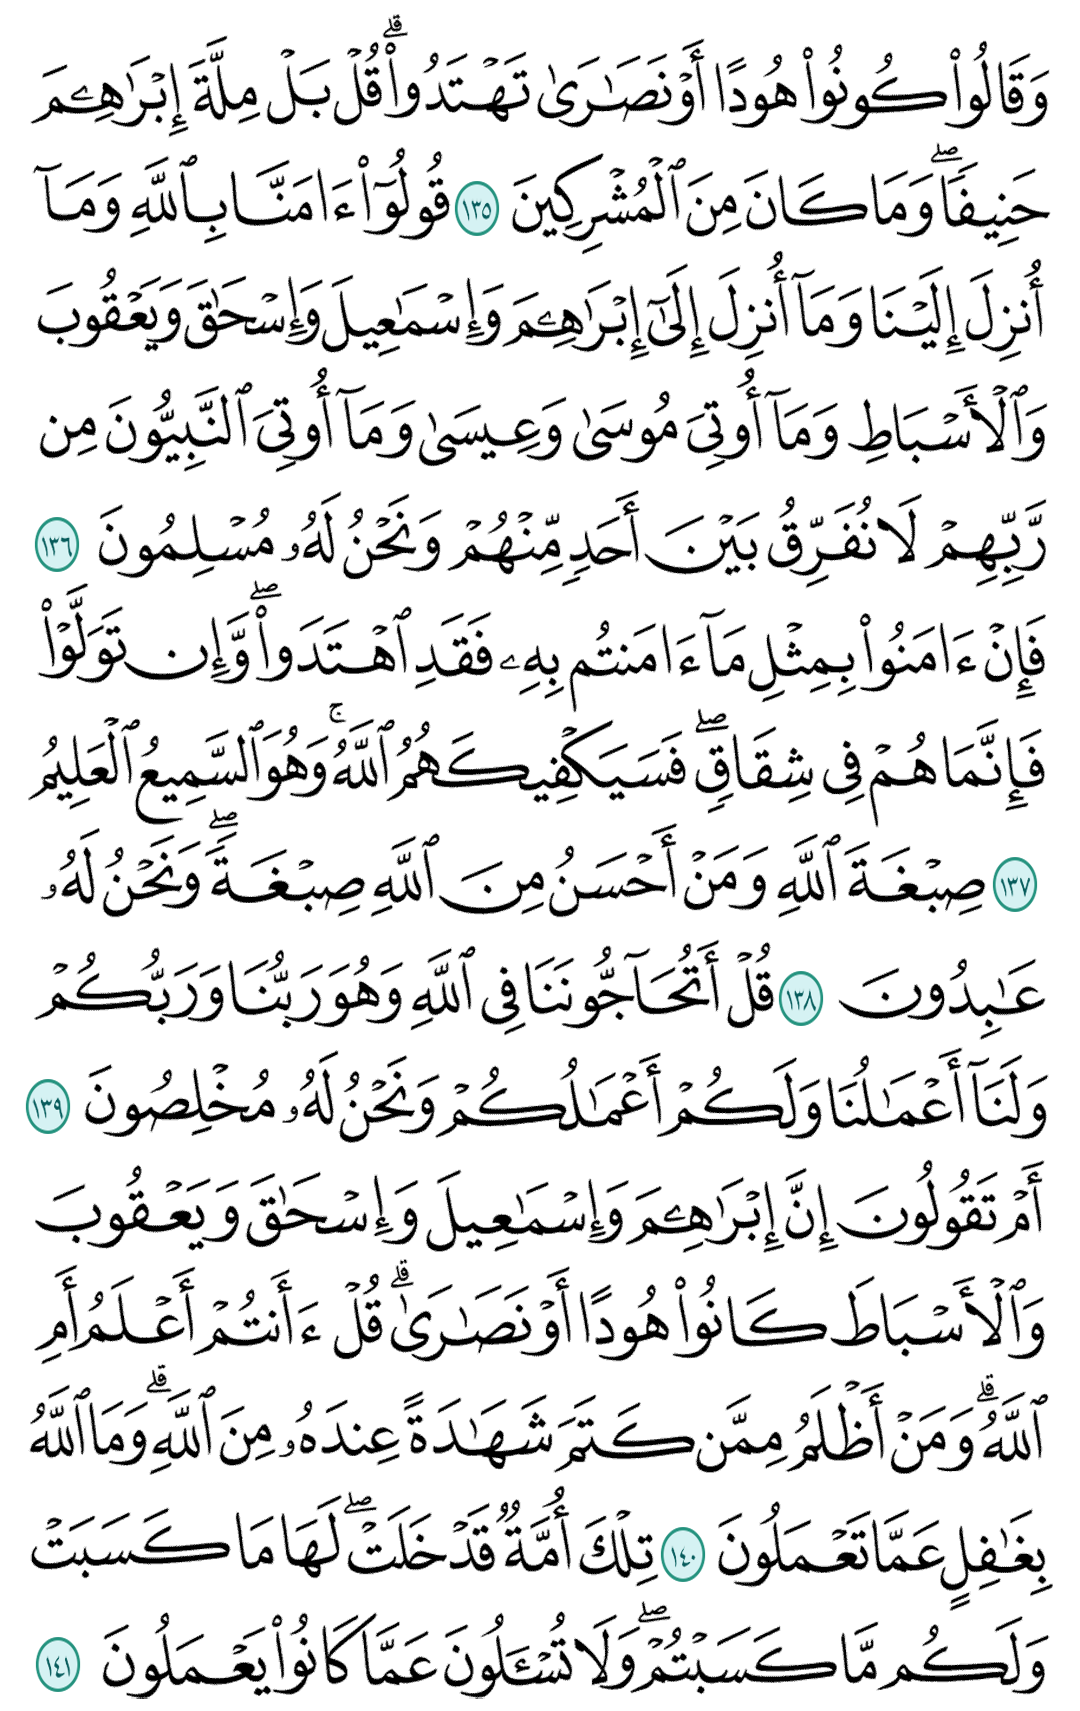 وَقَالُوا۟ كُونُوا۟ هُودًا أَوْ نَصَـٰرَىٰ تَهْتَدُوا۟ ۗ قُلْ بَلْ مِلَّةَ إِبْرَٰهِـۧمَ
حَنِيفًا ۖ وَمَا كَانَ مِنَ ٱلْمُشْرِكِينَ ١٣٥ قُولُوٓا۟ ءَامَنَّا بِٱللَّهِ وَمَآ
أُنزِلَ إِلَيْنَا وَمَآ أُنزِلَ إِلَىٰٓ إِبْرَٰهِـۧمَ وَإِسْمَـٰعِيلَ وَإِسْحَـٰقَ وَيَعْقُوبَ
وَٱلْأَسْبَاطِ وَمَآ أُوتِىَ مُوسَىٰ وَعِيسَىٰ وَمَآ أُوتِىَ ٱلنَّبِيُّونَ مِن
رَّبِّهِمْ لَا نُفَرِّقُ بَيْنَ أَحَدٍ مِّنْهُمْ وَنَحْنُ لَهُۥ مُسْلِمُونَ ١٣٦
فَإِنْ ءَامَنُوا۟ بِمِثْلِ مَآ ءَامَنتُم بِهِۦ فَقَدِ ٱهْتَدَوا۟ ۖ وَّإِن تَوَلَّوْا۟
فَإِنَّمَا هُمْ فِى شِقَاقٍ ۖ فَسَيَكْفِيكَهُمُ ٱللَّهُ ۚ وَهُوَ ٱلسَّمِيعُ ٱلْعَلِيمُ
١٣٧ صِبْغَةَ ٱللَّهِ وَمَنْ أَحْسَنُ مِنَ ٱللَّهِ صِبْغَةً ۖ وَنَحْنُ لَهُۥ
عَـٰبِدُونَ ١٣٨ قُلْ أَتُحَآجُّونَنَا فِى ٱللَّهِ وَهُوَ رَبُّنَا وَرَبُّكُمْ
وَلَنَآ أَعْمَـٰلُنَا وَلَكُمْ أَعْمَـٰلُكُمْ وَنَحْنُ لَهُۥ مُخْلِصُونَ ١٣٩
أَمْ تَقُولُونَ إِنَّ إِبْرَٰهِـۧمَ وَإِسْمَـٰعِيلَ وَإِسْحَـٰقَ وَيَعْقُوبَ
وَٱلْأَسْبَاطَ كَانُوا۟ هُودًا أَوْ نَصَـٰرَىٰ ۗ قُلْ ءَأَنتُمْ أَعْلَمُ أَمِ
ٱللَّهُ ۗ وَمَنْ أَظْلَمُ مِمَّن كَتَمَ شَهَـٰدَةً عِندَهُۥ مِنَ ٱللَّهِ ۗ وَمَا ٱللَّهُ
بِغَـٰفِلٍ عَمَّا تَعْمَلُونَ ١٤٠ تِلْكَ أُمَّةٌ قَدْ خَلَتْ ۖ لَهَا مَا كَسَبَتْ
وَلَكُم مَّا كَسَبْتُمْ ۖ وَلَا تُسْـَٔلُونَ عَمَّا كَانُوا۟ يَعْمَلُونَ ١٤١